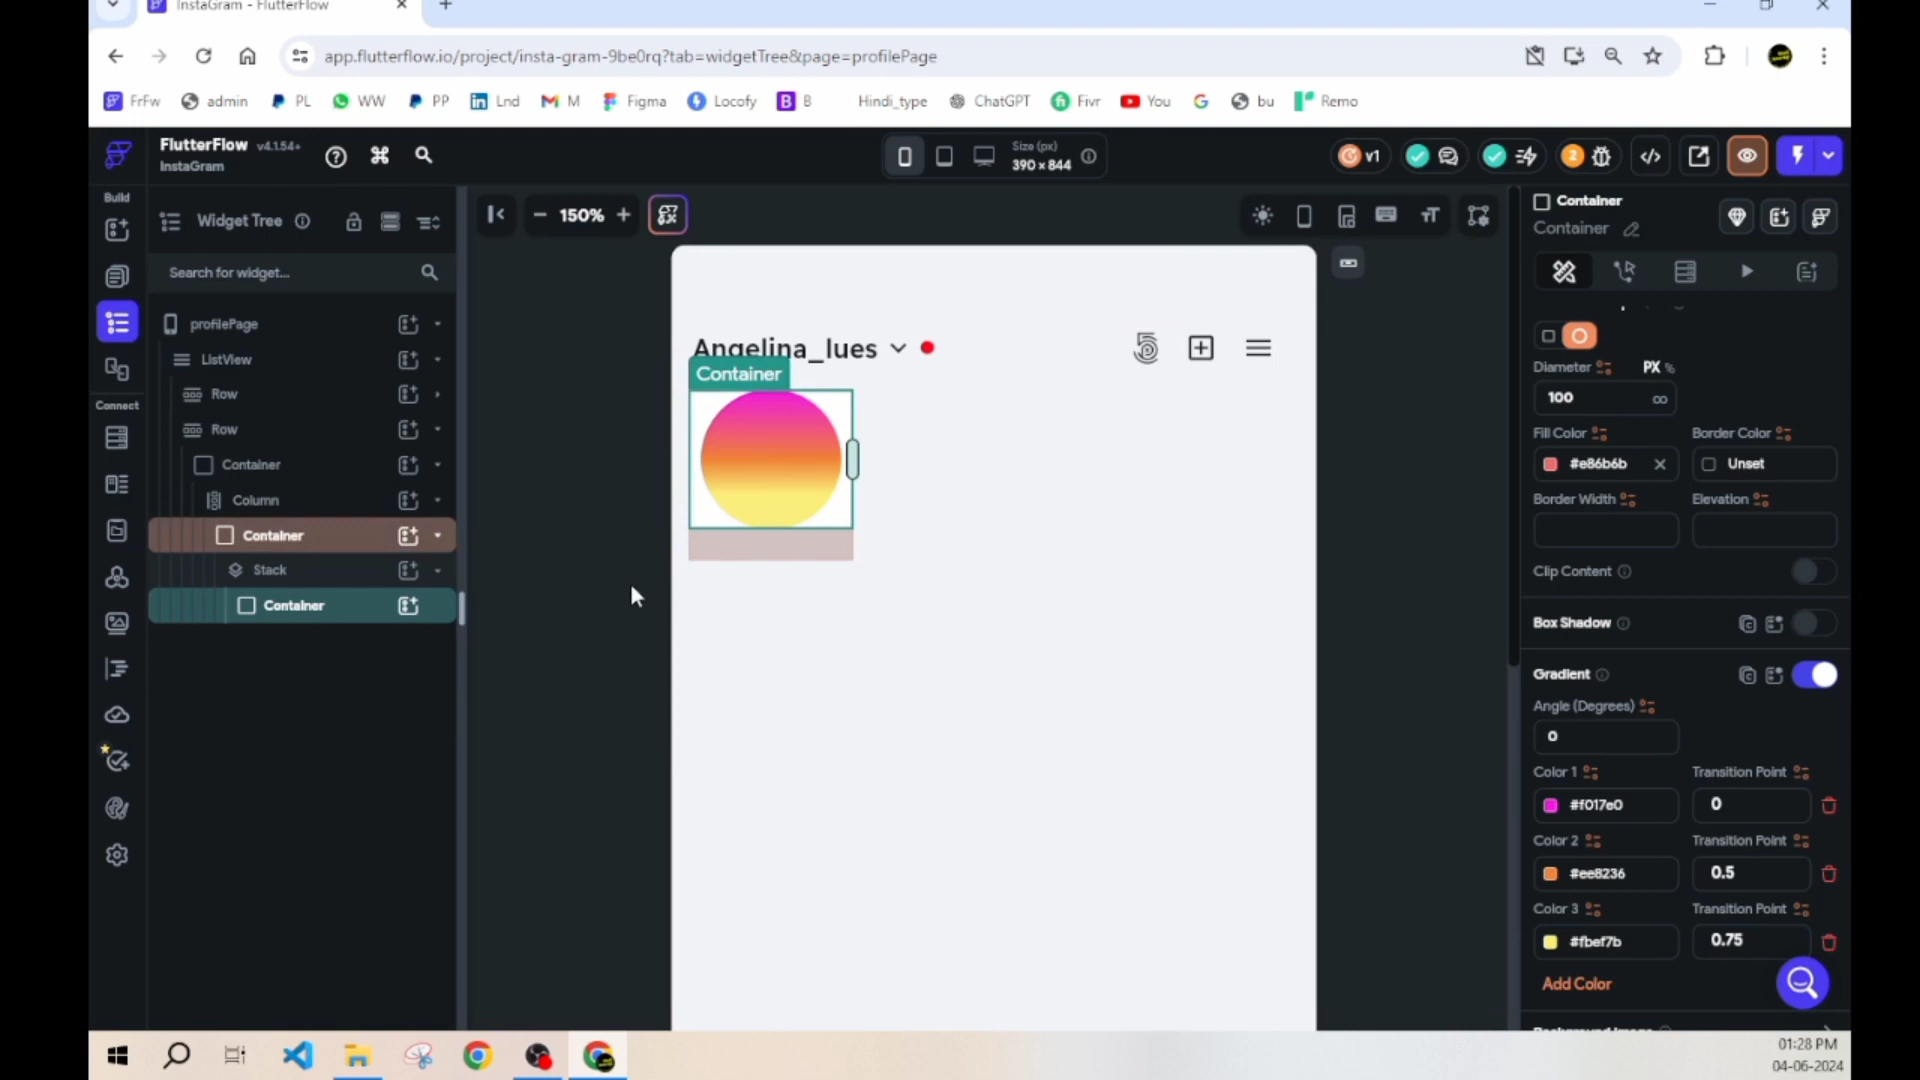 InstaGram - FlutterFlow
app.flutterflow.io/project/insta-gram-9be0rq?tab=widgetTree&page=profilePage
FrFw admin PL WW PP Lnd M Figma Locofy B Hindi_type ChatGPT Fivr You bu Remo
FlutterFlow v4.1.54+
InstaGram
Size (px)
390 × 844
v1
2
Build
Connect
Widget Tree
Search for widget...
profilePage
ListView
Row
Row
Container
Column
Container
Stack
Container
150%
Angelina_lues
Container
Container
Container
Diameter PX %
100
Fill Color Border Color
#e86b6b Unset
Border Width Elevation
Clip Content
Box Shadow
Gradient
Angle (Degrees)
0
Color 1 Transition Point
#f017e0 0
Color 2 Transition Point
#ee8236 0.5
Color 3 Transition Point
#fbef7b 0.75
Add Color
01:28 PM
04-06-2024